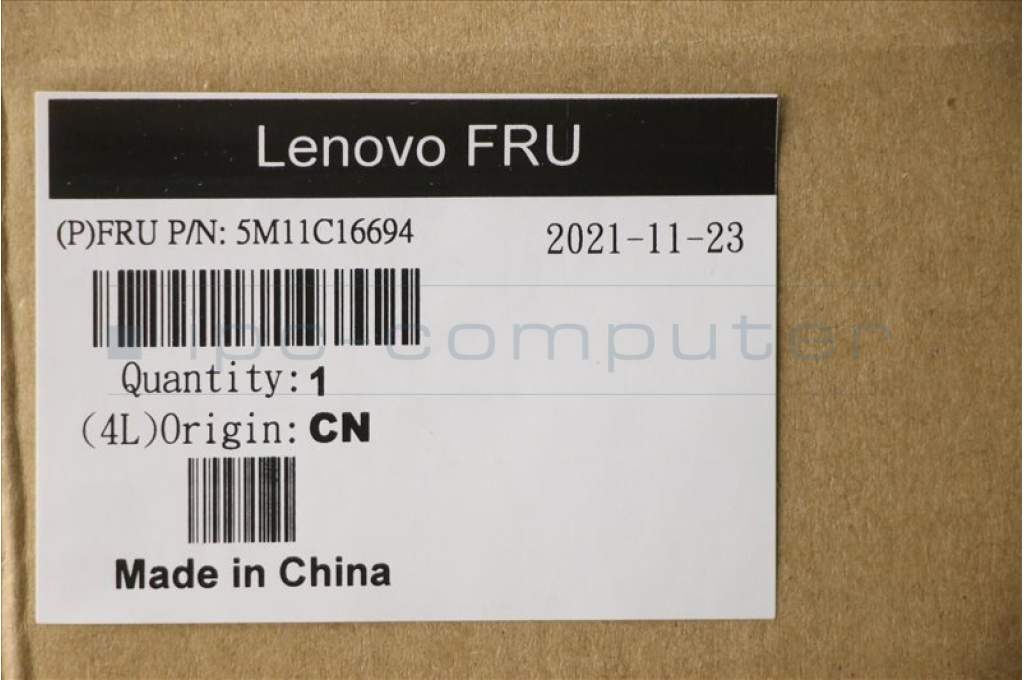 Lenovo FRU
(P)FRU P/N: 5M11C16694
2021-11-23
ipc-computer
Quantity: 1
(4L)Origin: CN
Made in China